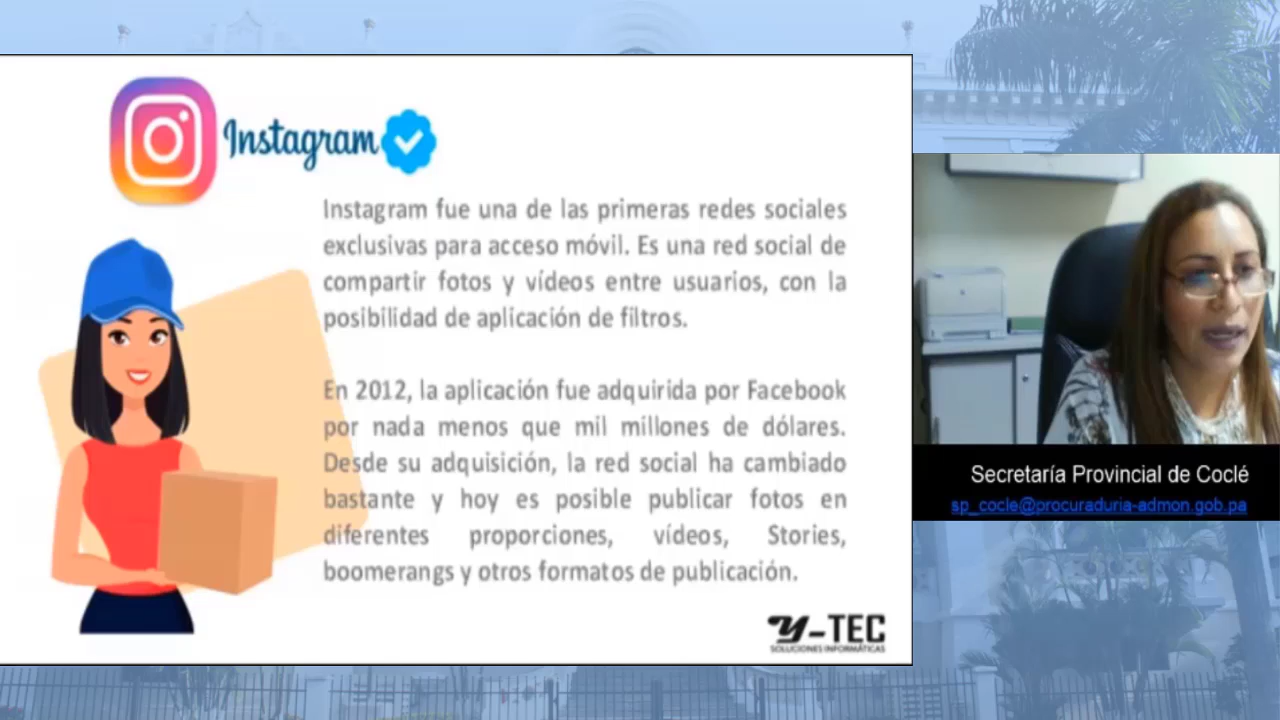 Instagram
Instagram fue una de las primeras redes sociales
exclusivas para acceso móvil. Es una red social de
compartir fotos y vídeos entre usuarios, con la
posibilidad de aplicación de filtros.
En 2012, la aplicación fue adquirida por Facebook
por nada menos que mil millones de dólares.
Desde su adquisición, la red social ha cambiado
bastante y hoy es posible publicar fotos en
diferentes proporciones, vídeos, Stories,
boomerangs y otros formatos de publicación.
Y-TEC
SOLUCIONES INFORMÁTICAS
Secretaría Provincial de Coclé
sp_cocle@procuraduria-admon.gob.pa